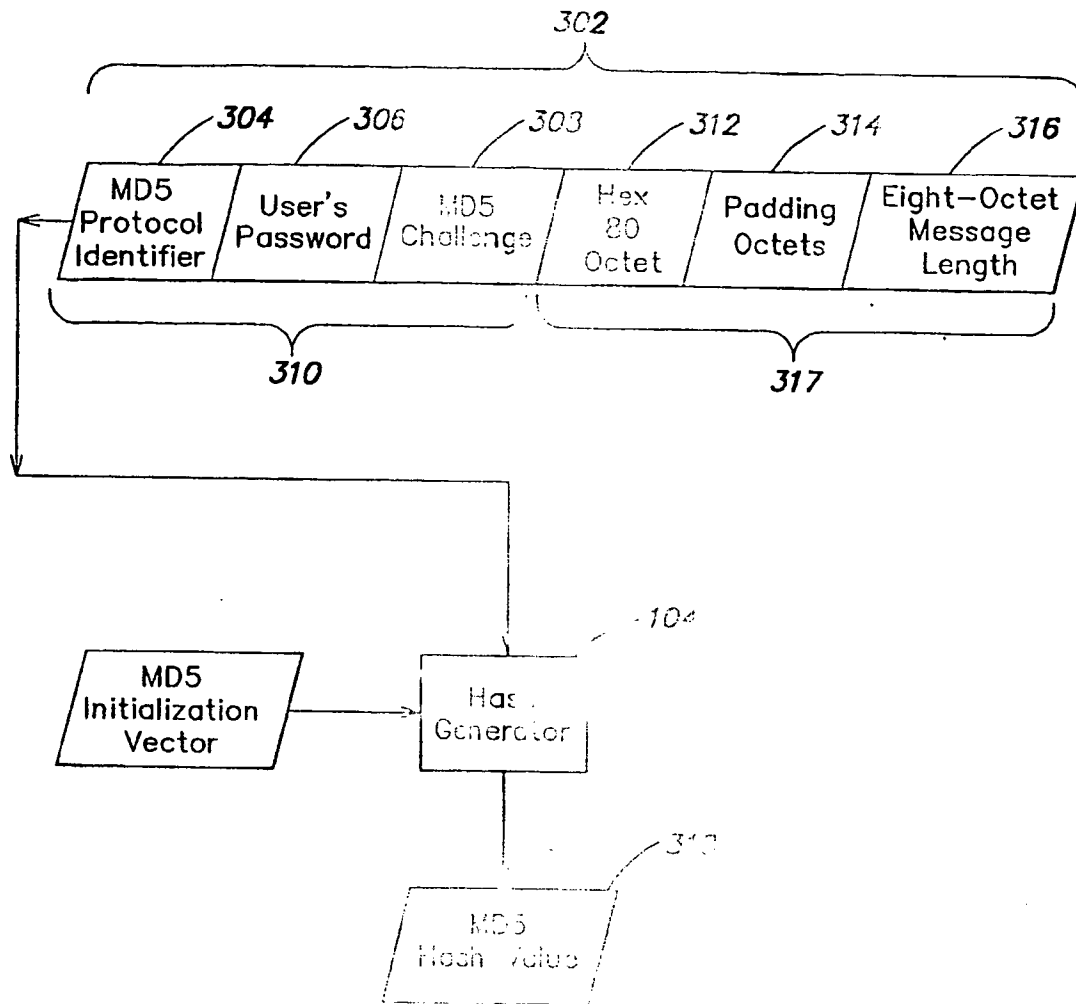 302
304
306
303
312
314
316
MD5
Protocol
Identifier
User's
Password
MD5
Challenge
Hex
80
Octet
Padding
Octets
Eight-Octet
Message
Length
310
317
104
MD5
Initialization
Vector
Generator
MD5
Hash Value